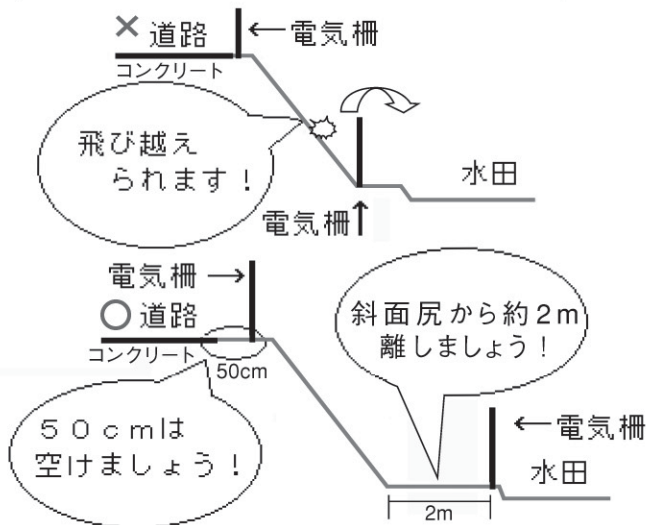 × 道路 ←電気柵
コンクリート
飛び越え
られます！
水田
電気柵↑
電気柵→
○ 道路
コンクリート
50cm
斜面尻から約2m
離しましょう！
５０ｃｍは
空けましょう！
←電気柵
水田
2m